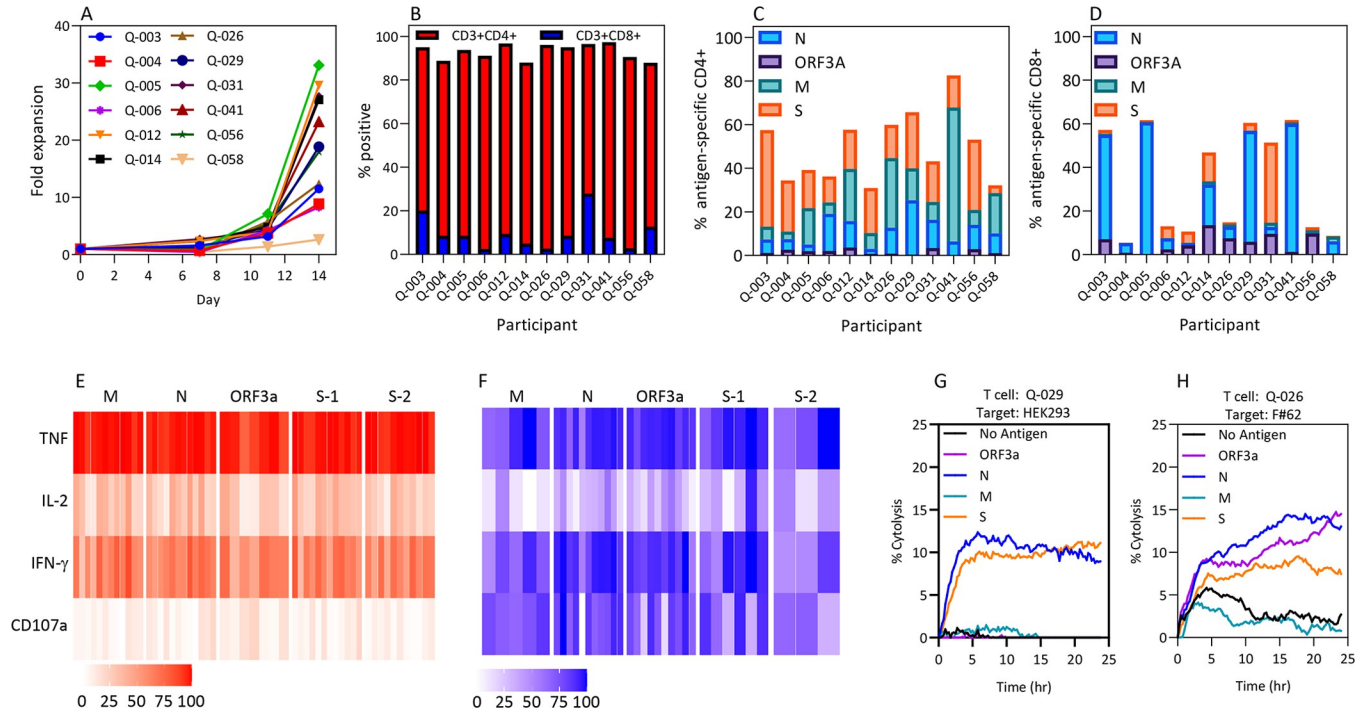 A
Fold expansion
40
30
20
10
0
Q-003
Q-004
Q-005
Q-006
Q-012
Q-014
Q-026
Q-029
Q-031
Q-041
Q-056
Q-058
0 2 4 6 8 10 12 14
Day
B
% positive
100
80
60
40
20
0
CD3+CD4+ CD3+CD8+
Q-003 Q-004 Q-005 Q-006 Q-012 Q-014 Q-026 Q-029 Q-031 Q-041 Q-056 Q-058
Participant
C
% antigen-specific CD4+
100
80
60
40
20
0
N
ORF3A
M
S
Q-003 Q-004 Q-005 Q-006 Q-012 Q-014 Q-026 Q-029 Q-031 Q-041 Q-056 Q-058
Participant
D
% antigen-specific CD8+
100
80
60
40
20
0
N
ORF3A
M
S
Q-003 Q-004 Q-005 Q-006 Q-012 Q-014 Q-026 Q-029 Q-031 Q-041 Q-056 Q-058
Participant
E
M N ORF3a S-1 S-2
TNF
IL-2
IFN-γ
CD107a
0 25 50 75 100
F
M N ORF3a S-1 S-2
0 25 50 75 100
G
T cell: Q-029
Target: HEK293
% Cytolysis
25
20
15
10
5
0
No Antigen
ORF3a
N
M
S
0 5 10 15 20 25
Time (hr)
H
T cell: Q-026
Target: F#62
% Cytolysis
25
20
15
10
5
0
No Antigen
ORF3a
N
M
S
0 5 10 15 20 25
Time (hr)